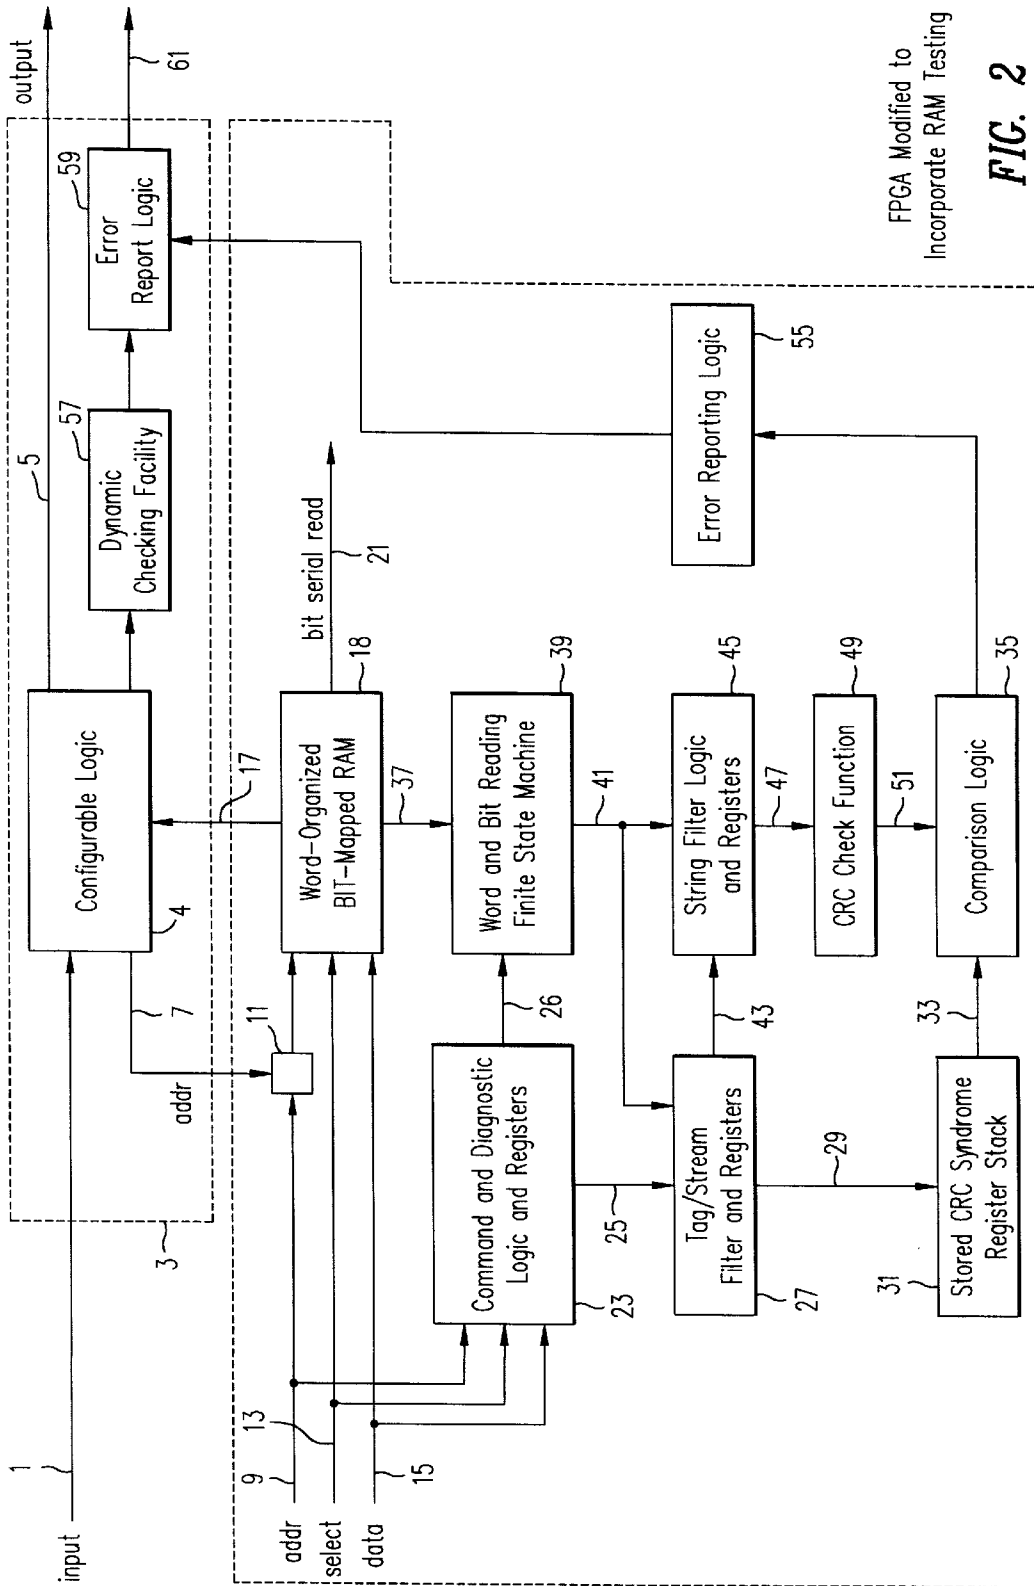 input
1
5
output
Configurable Logic
4
Dynamic
Checking Facility
57
Error
Report Logic
59
61
3
7
addr
17
11
addr
9
select
13
data
15
Word-Organized
BIT-Mapped RAM
18
bit serial read
21
37
Command and Diagnostic
Logic and Registers
23
26
Word and Bit Reading
Finite State Machine
39
25
41
Tag/Stream
Filter and Registers
27
43
String Filter Logic
and Registers
45
Error Reporting Logic
55
47
CRC Check Function
49
29
51
Stored CRC Syndrome
Register Stack
31
33
Comparison Logic
35
FPGA Modified to
Incorporate RAM Testing
FIG. 2